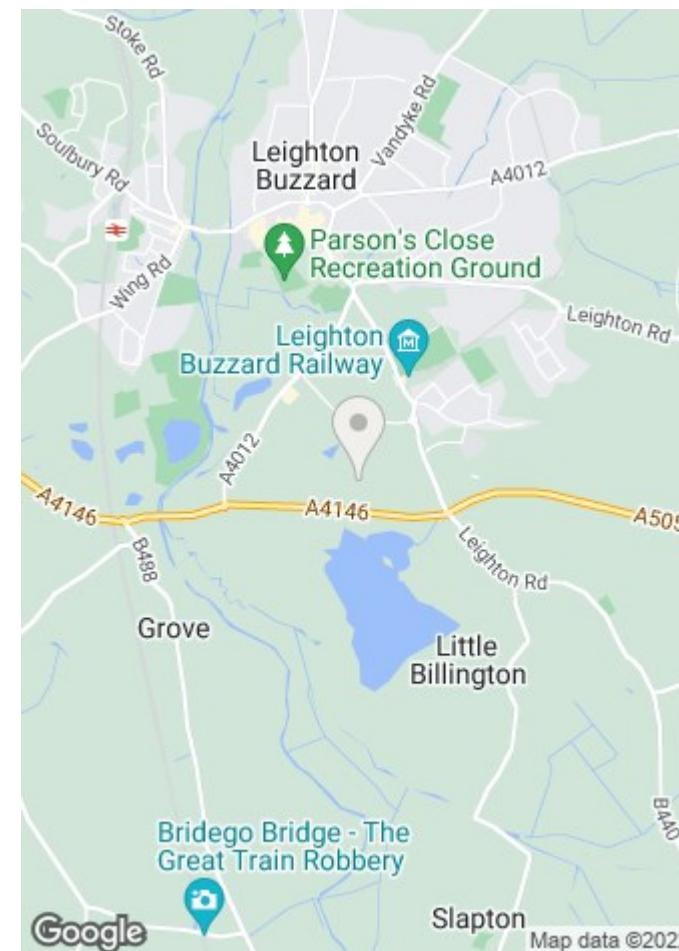 Stoke Rd
Soulbury Rd
Vandyke Rd
Leighton
Buzzard
A4012
Parson's Close
Recreation Ground
Wing Rd
Leighton Rd
Leighton
Buzzard Railway
A4012
A4146
A4146
A505
B488
Leighton Rd
Grove
Little
Billington
B440
Bridego Bridge - The
Great Train Robbery
Slapton
Google
Map data ©202